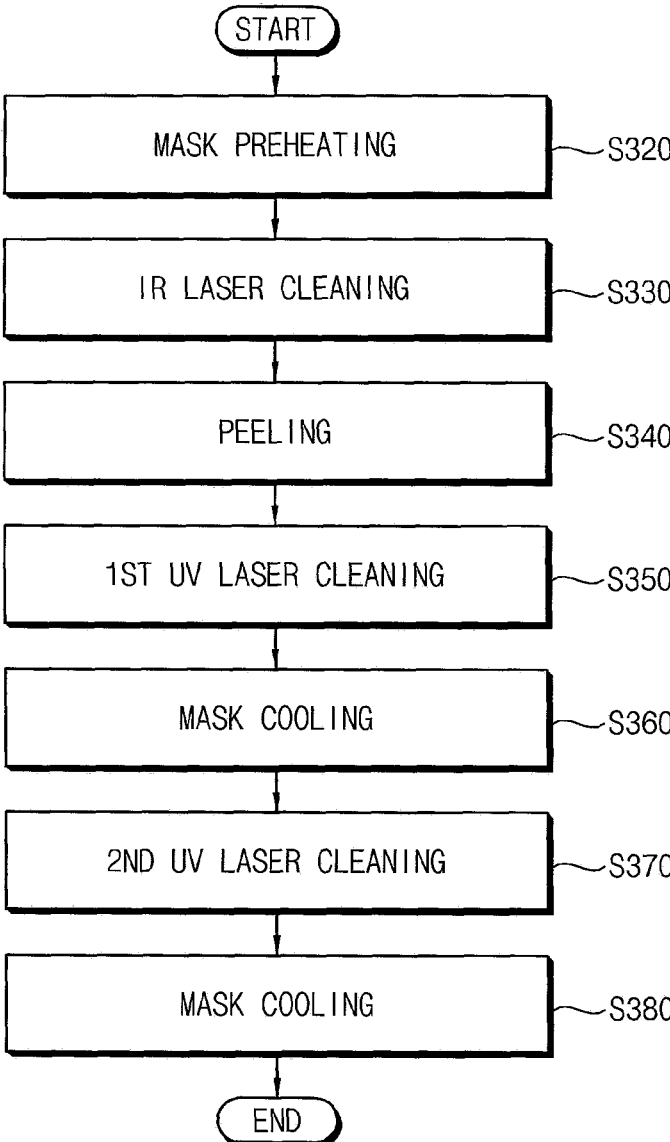 START
MASK PREHEATING
S320
IR LASER CLEANING
S330
PEELING
S340
1ST UV LASER CLEANING
S350
MASK COOLING
S360
2ND UV LASER CLEANING
S370
MASK COOLING
S380
END